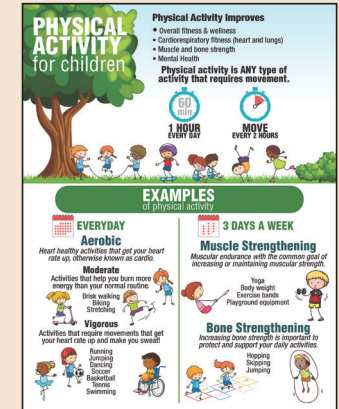 PHYSICAL
ACTIVITY
for children
Physical Activity Improves
• Overall fitness & wellness
• Cardiorespiratory fitness (heart and lungs)
• Muscle and bone strength
• Mental Health
Physical activity is ANY type of
activity that requires movement.
60
min
1 HOUR
EVERY DAY
MOVE
EVERY 2 HOURS
EXAMPLES
of physical activity
EVERYDAY
Aerobic
Heart healthy activities that get your heart
rate up, otherwise known as cardio.
Moderate
Activities that help you burn more
energy than your normal routine.
Brisk walking
Biking
Stretching
Vigorous
Activities that require movements that get
your heart rate up and make you sweat!
Running
Jumping
Dancing
Soccer
Basketball
Tennis
Swimming
3 DAYS A WEEK
Muscle Strengthening
Muscular endurance with the common goal of
increasing or maintaining muscular strength.
Yoga
Body weight
Exercise bands
Playground equipment
Bone Strengthening
Increasing bone strength is important to
protect and support your daily activities.
Hopping
Skipping
Jumping